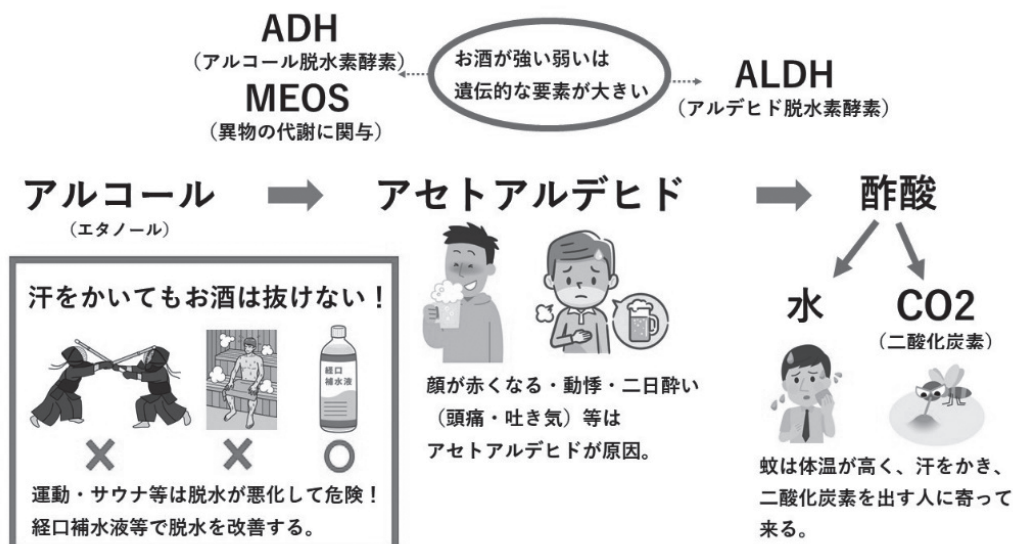 ADH
（アルコール脱水素酵素）
MEOS
（異物の代謝に関与）
お酒が強い弱いは
遺伝的な要素が大きい
ALDH
（アルデヒド脱水素酵素）
アルコール
（エタノール）
アセトアルデヒド
酢酸
汗をかいてもお酒は抜けない！
経口
補水液
運動・サウナ等は脱水が悪化して危険！
経口補水液等で脱水を改善する。
顔が赤くなる・動悸・二日酔い
（頭痛・吐き気）等は
アセトアルデヒドが原因。
水
CO2
（二酸化炭素）
蚊は体温が高く、汗をかき、
二酸化炭素を出す人に寄って
来る。